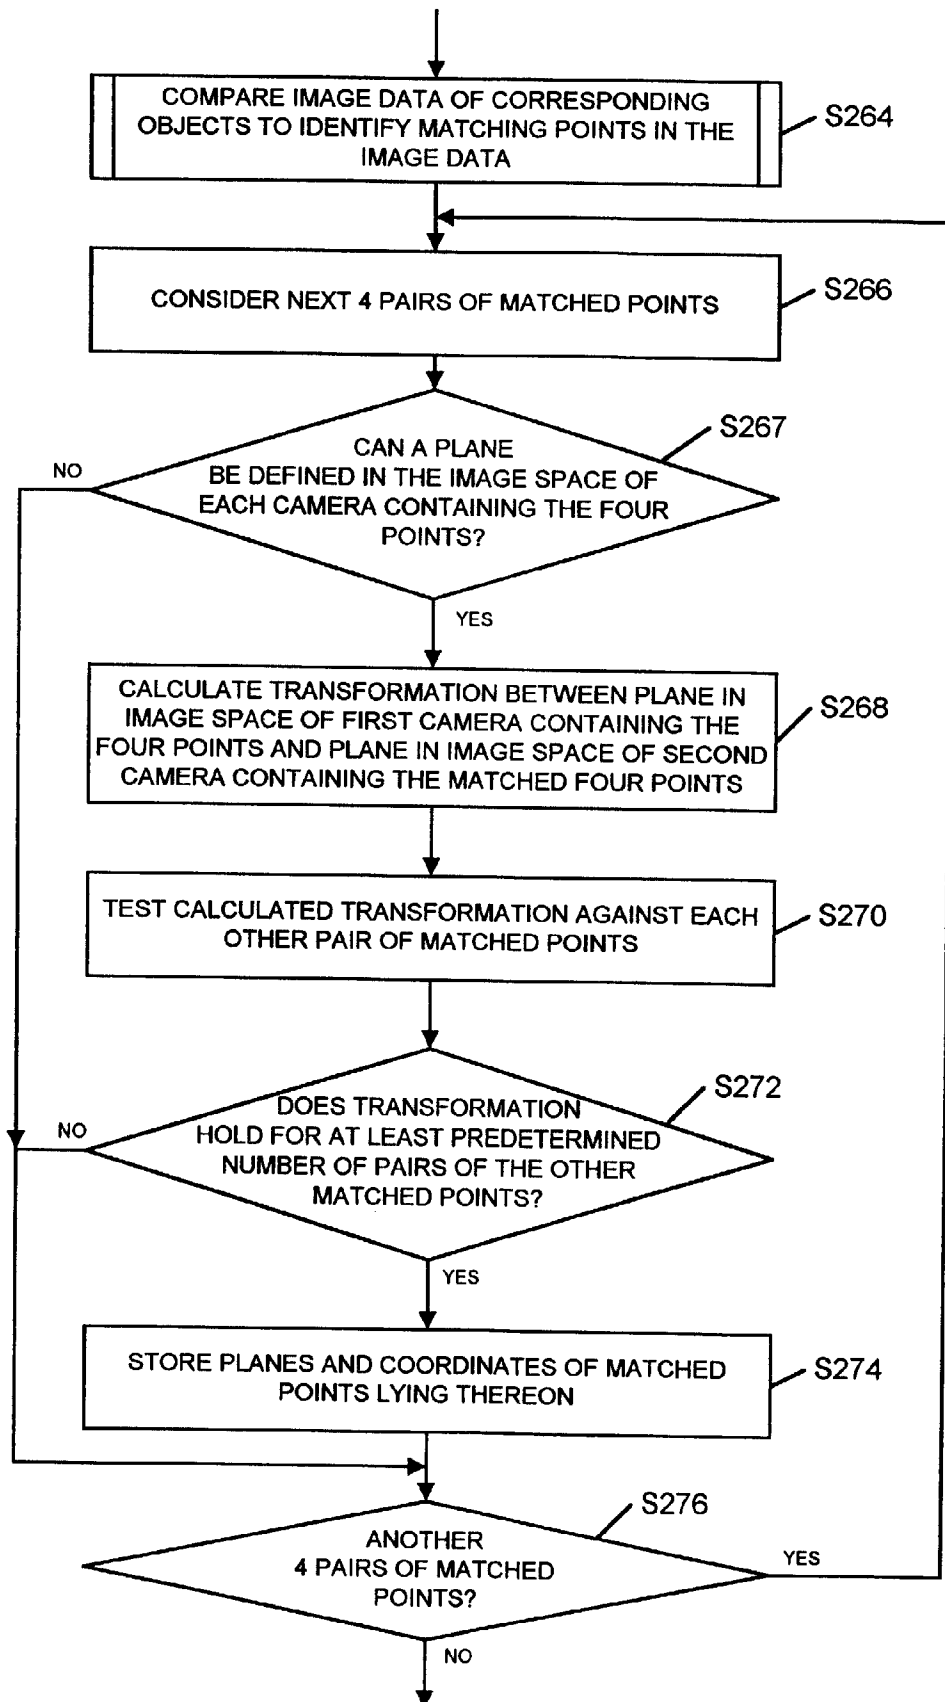 COMPARE IMAGE DATA OF CORRESPONDING
OBJECTS TO IDENTIFY MATCHING POINTS IN THE
IMAGE DATA
S264
CONSIDER NEXT 4 PAIRS OF MATCHED POINTS
S266
S267
CAN A PLANE
BE DEFINED IN THE IMAGE SPACE OF
EACH CAMERA CONTAINING THE FOUR
POINTS?
NO
YES
CALCULATE TRANSFORMATION BETWEEN PLANE IN
IMAGE SPACE OF FIRST CAMERA CONTAINING THE
FOUR POINTS AND PLANE IN IMAGE SPACE OF SECOND
CAMERA CONTAINING THE MATCHED FOUR POINTS
S268
TEST CALCULATED TRANSFORMATION AGAINST EACH
OTHER PAIR OF MATCHED POINTS
S270
S272
DOES TRANSFORMATION
HOLD FOR AT LEAST PREDETERMINED
NUMBER OF PAIRS OF THE OTHER
MATCHED POINTS?
NO
YES
STORE PLANES AND COORDINATES OF MATCHED
POINTS LYING THEREON
S274
S276
ANOTHER
4 PAIRS OF MATCHED
POINTS?
YES
NO